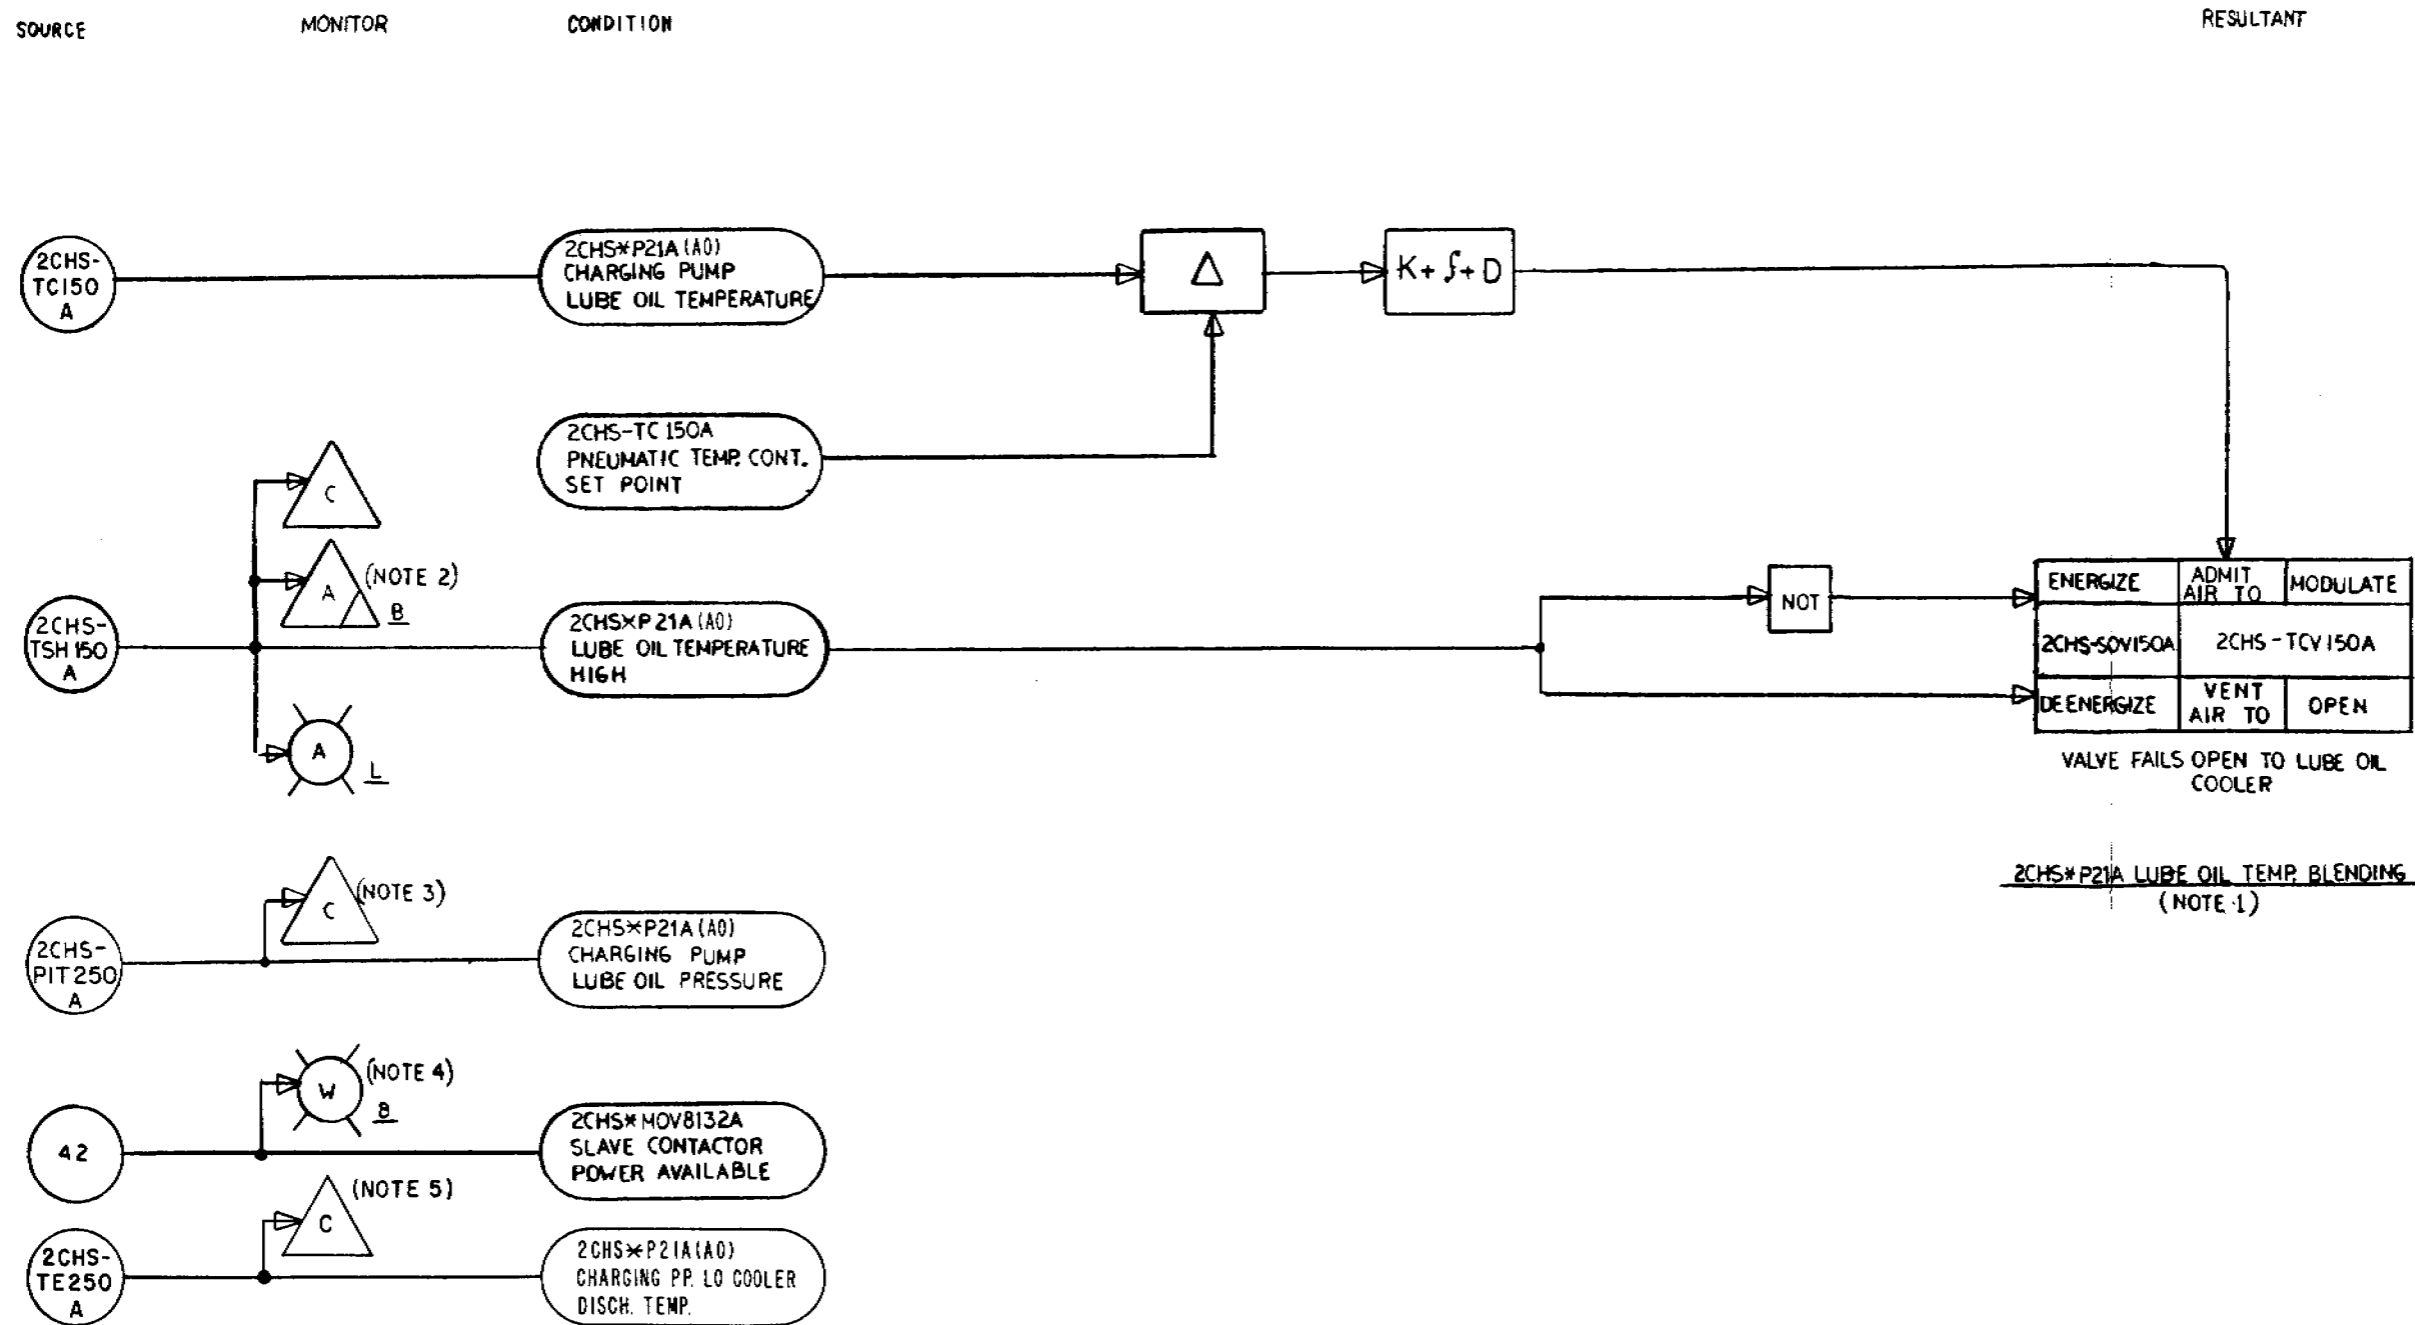 SOURCE MONITOR CONDITION RESULTANT
2CHS-
TC150
A
2CHS*P21A (AO)
CHARGING PUMP
LUBE OIL TEMPERATURE
Δ
K+ ∫+ D
2CHS-TC 150A
PNEUMATIC TEMP. CONT.
SET POINT
C
A
(NOTE 2)
B
2CHS-
TSH 150
A
2CHS*P21A (AO)
LUBE OIL TEMPERATURE
HIGH
NOT
ENERGIZE
ADMIT
AIR TO
MODULATE
2CHS-SOV150A
2CHS-TCV150A
DEENERGIZE
VENT
AIR TO
OPEN
A
L
VALVE FAILS OPEN TO LUBE OIL
COOLER
C
(NOTE 3)
2CHS*P21A LUBE OIL TEMP. BLENDING
(NOTE 1)
2CHS-
PIT250
A
2CHS*P21A (AO)
CHARGING PUMP
LUBE OIL PRESSURE
W
(NOTE 4)
B
42
2CHS*MOV8132A
SLAVE CONTACTOR
POWER AVAILABLE
C
(NOTE 5)
2CHS-
TE250
A
2CHS*P21A(AO)
CHARGING PP. LO COOLER
DISCH. TEMP.